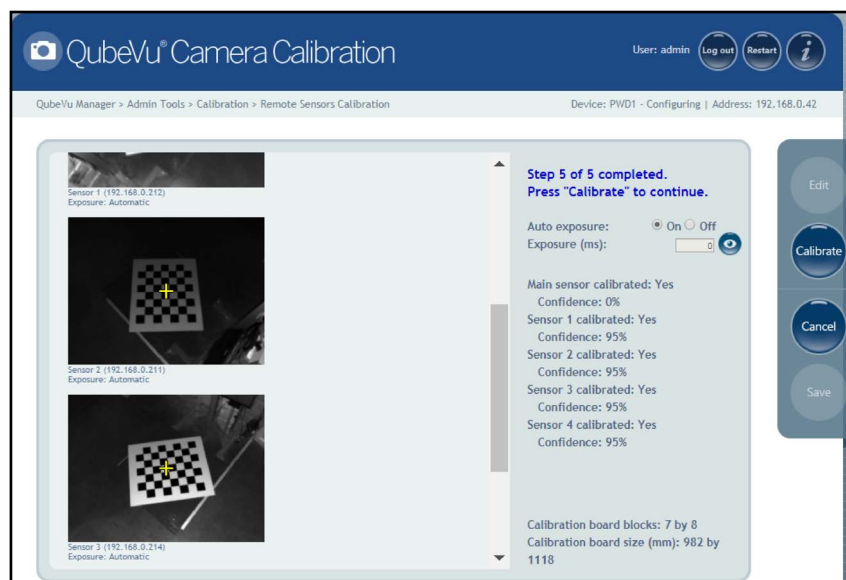 QubeVu® Camera Calibration
User: admin
Log out
Restart
i
QubeVu Manager > Admin Tools > Calibration > Remote Sensors Calibration
Device: PWD1 - Configuring | Address: 192.168.0.42
Sensor 1 (192.168.0.212)
Exposure: Automatic
Sensor 2 (192.168.0.211)
Exposure: Automatic
Sensor 3 (192.168.0.214)
Exposure: Automatic
Step 5 of 5 completed.
Press "Calibrate" to continue.
Auto exposure: On Off
Exposure (ms): 0
Main sensor calibrated: Yes
Confidence: 0%
Sensor 1 calibrated: Yes
Confidence: 95%
Sensor 2 calibrated: Yes
Confidence: 95%
Sensor 3 calibrated: Yes
Confidence: 95%
Sensor 4 calibrated: Yes
Confidence: 95%
Calibration board blocks: 7 by 8
Calibration board size (mm): 982 by
1118
Edit
Calibrate
Cancel
Save